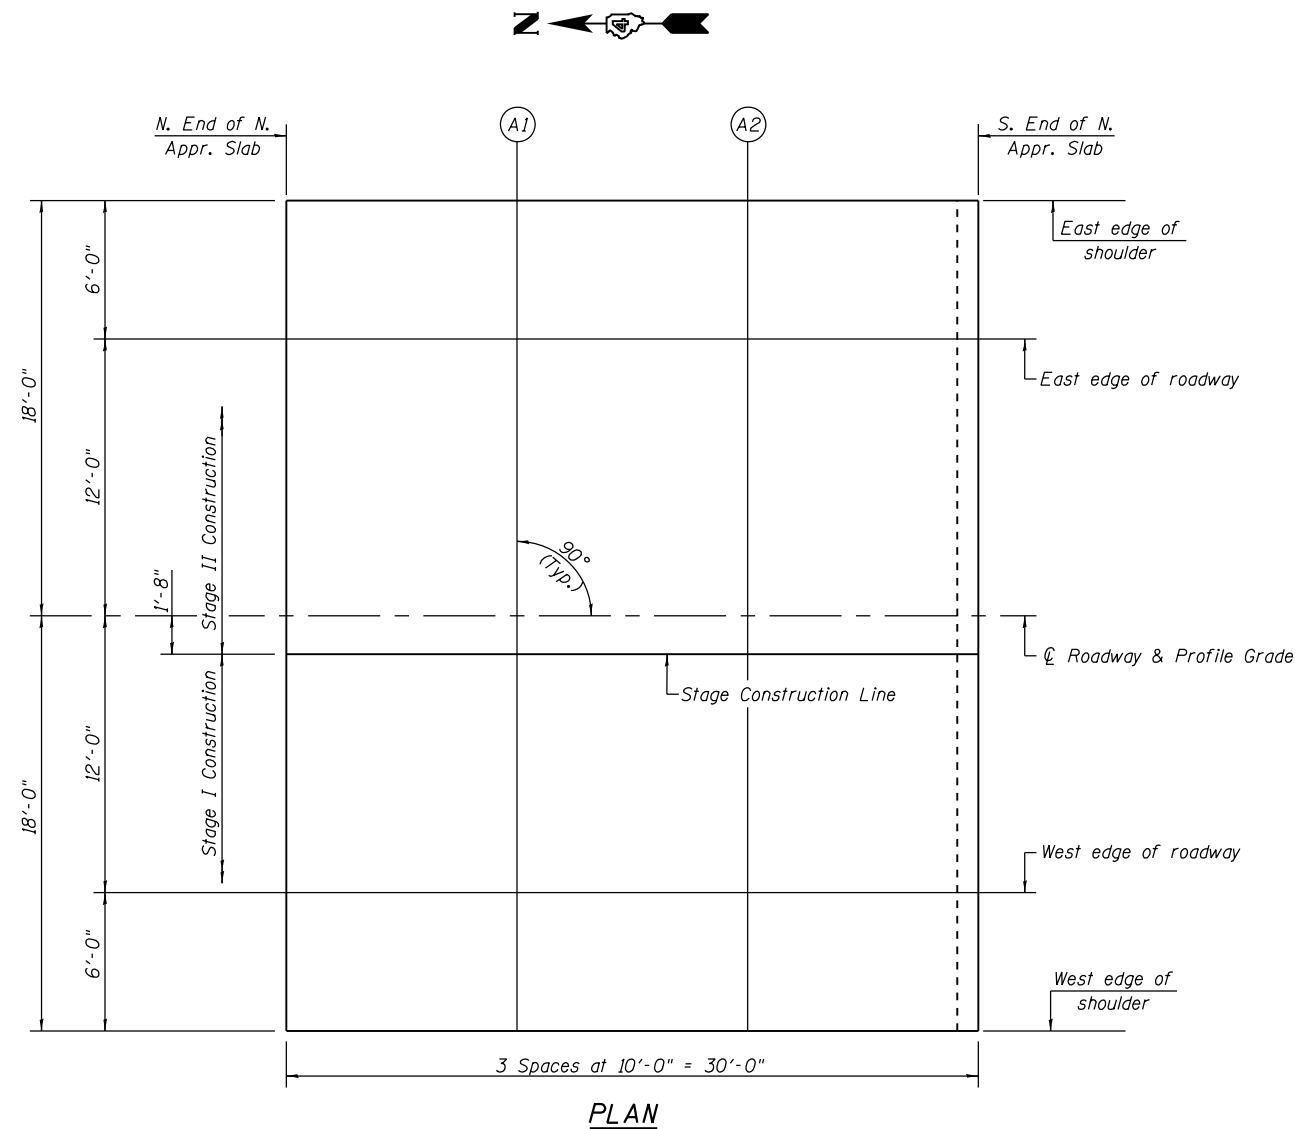 N
4
N. End of N.
Appr. Slab
A1
A2
S. End of N.
Appr. Slab
East edge of
shoulder
6'-0"
18'-0"
East edge of roadway
12'-0"
Stage II Construction
90°
(Typ.)
1'-8"
℄ Roadway & Profile Grade
Stage Construction Line
Stage I Construction
12'-0"
18'-0"
West edge of roadway
6'-0"
West edge of
shoulder
3 Spaces at 10'-0" = 30'-0"
PLAN